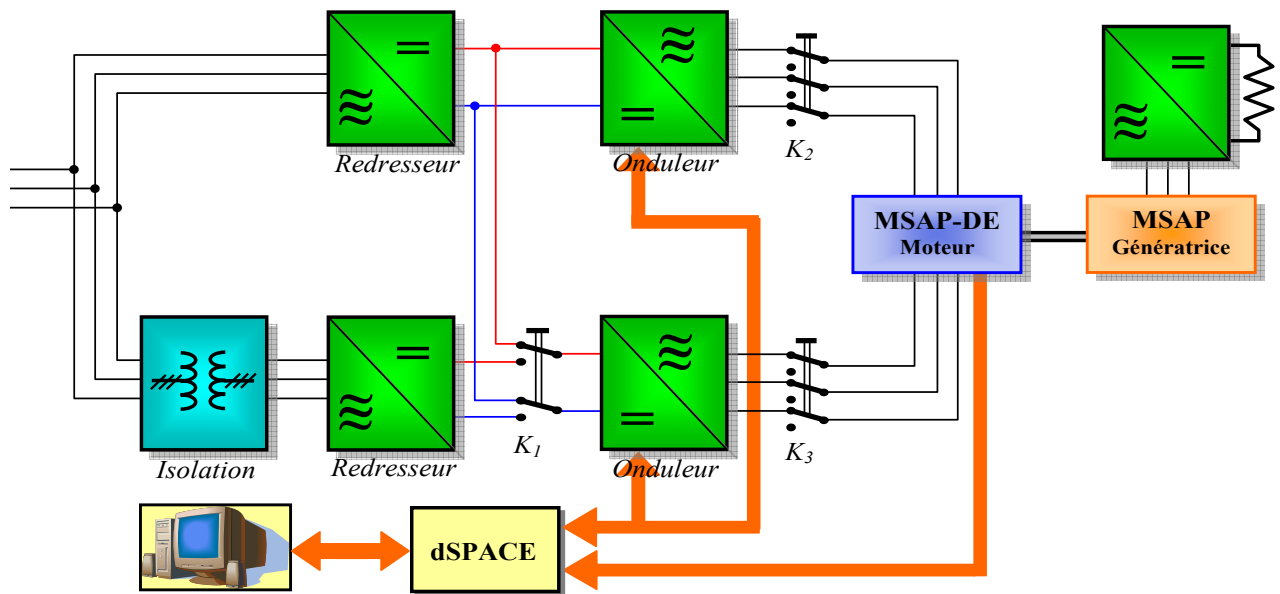 Redresseur
Onduleur
K2
MSAP-DE
Moteur
MSAP
Génératrice
Isolation
Redresseur
K1
Onduleur
K3
dSPACE